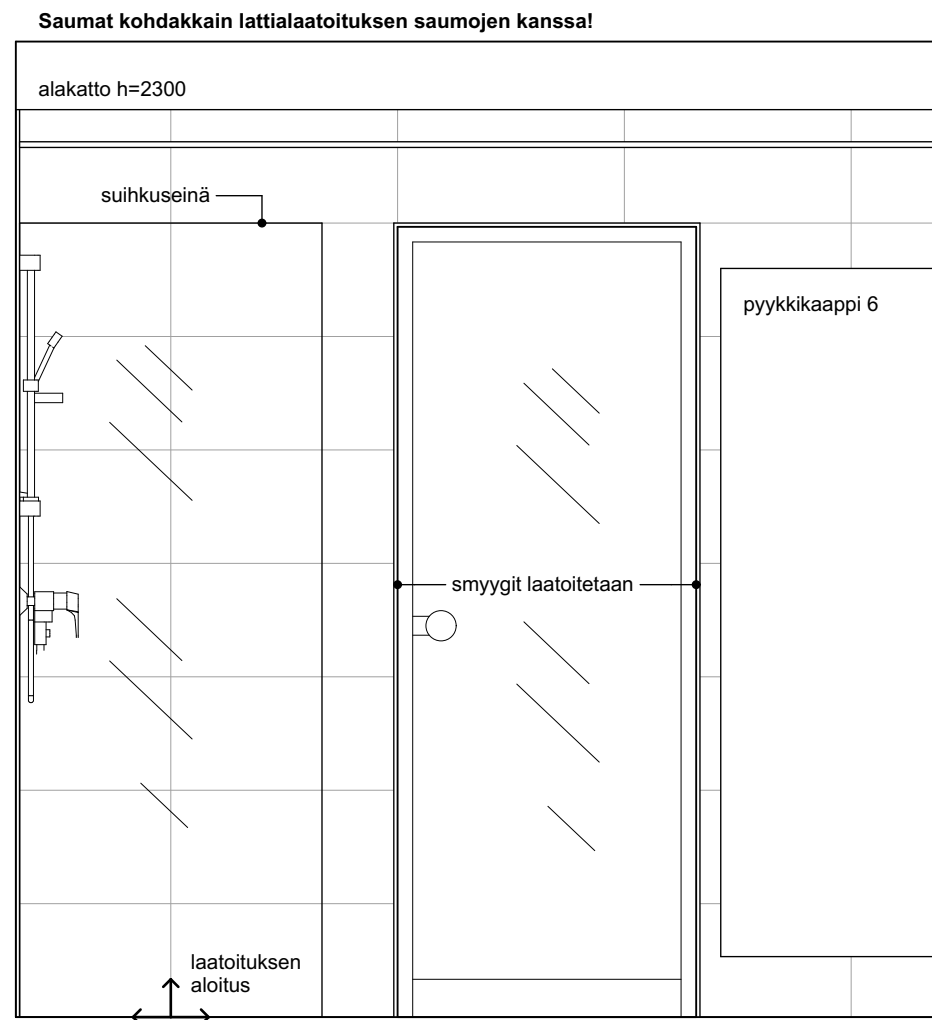 Saumat kohdakkain lattialaatoituksen saumojen kanssa!
alakatto h=2300
suihkuseinä
pyykkikaappi 6
smyygit laatoitetaan
laatoituksen
aloitus